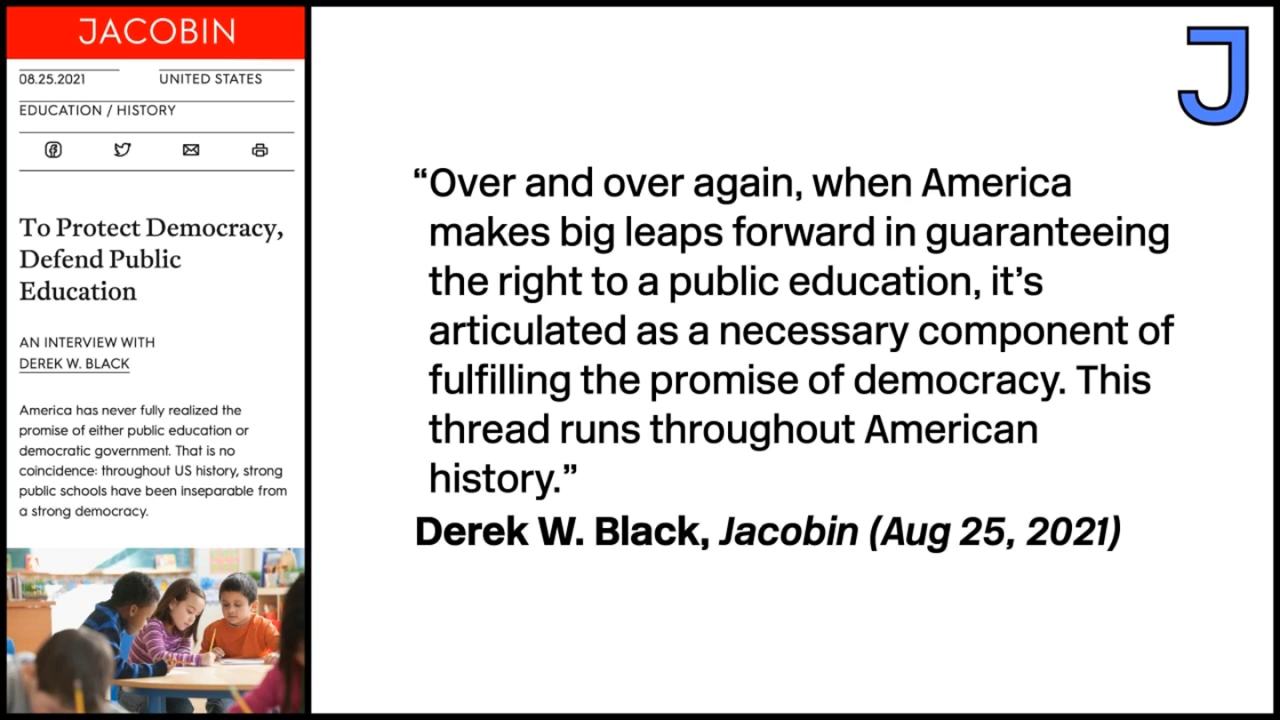 JACOBIN
08.25.2021
UNITED STATES
EDUCATION / HISTORY
To Protect Democracy,
Defend Public
Education
AN INTERVIEW WITH
DEREK W. BLACK
America has never fully realized the
promise of either public education or
democratic government. That is no
coincidence: throughout US history, strong
public schools have been inseparable from
a strong democracy.
J
“Over and over again, when America
makes big leaps forward in guaranteeing
the right to a public education, it’s
articulated as a necessary component of
fulfilling the promise of democracy. This
thread runs throughout American
history.”
Derek W. Black, Jacobin (Aug 25, 2021)